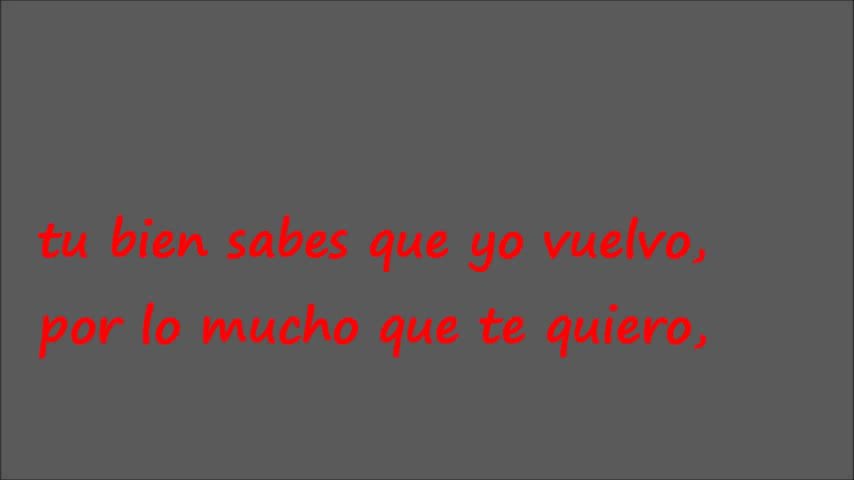 tu bien sabes que yo vuelvo,
por lo mucho que te quiero,